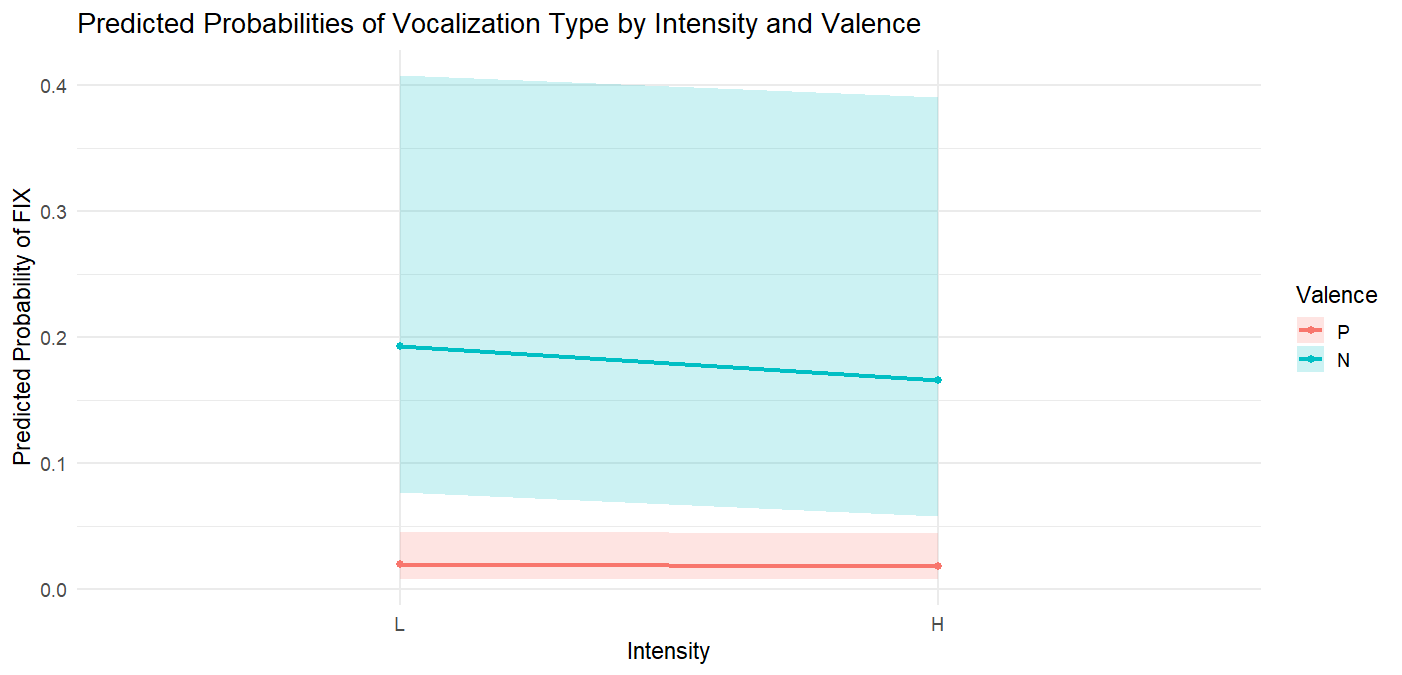 Predicted Probabilities of Vocalization Type by Intensity and Valence
Predicted Probability of FIX
0.4
0.3
0.2
0.1
0.0
L
H
Intensity
Valence
P
N